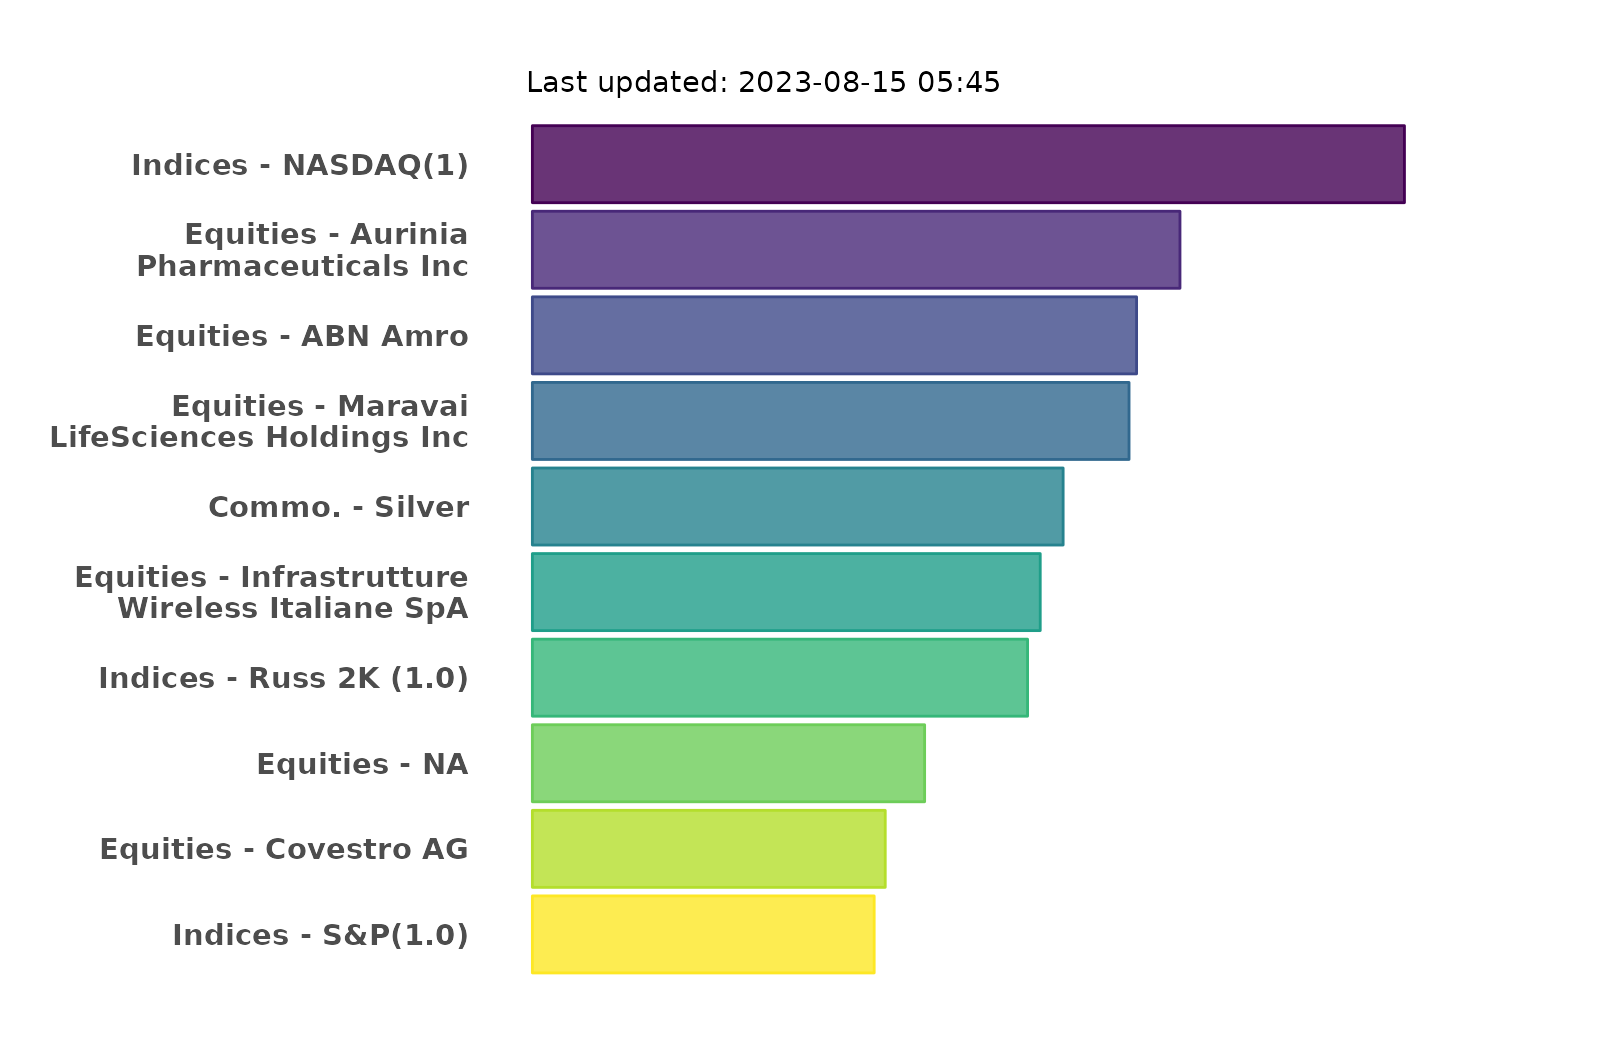 Last updated: 2023-08-15 05:45
Indices - NASDAQ(1)
Equities - Aurinia
Pharmaceuticals Inc
Equities - ABN Amro
Equities - Maravai
LifeSciences Holdings Inc
Commo. - Silver
Equities - Infrastrutture
Wireless Italiane SpA
Indices - Russ 2K (1.0)
Equities - NA
Equities - Covestro AG
Indices - S&P(1.0)